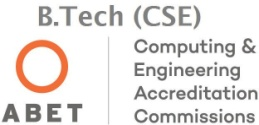 B.Tech (CSE)
ABET
Computing &
Engineering
Accreditation
Commissions